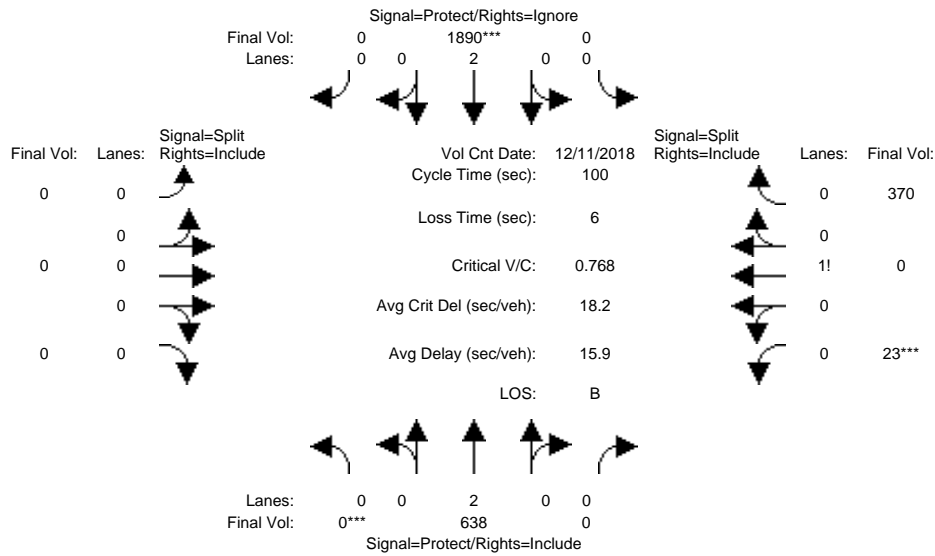 Signal=Protect/Rights=Ignore
Final Vol: 0 1890*** 0
Lanes: 0 0 2 0 0
Signal=Split Signal=Split
Final Vol: Lanes: Rights=Include Vol Cnt Date: 12/11/2018 Rights=Include Lanes: Final Vol:
Cycle Time (sec): 100
0 0 0 370
Loss Time (sec): 6
0 0
0 0 Critical V/C: 0.768 1! 0
0 Avg Crit Del (sec/veh): 18.2 0
0 0 Avg Delay (sec/veh): 15.9 0 23***
LOS: B
Lanes: 0 0 2 0 0
Final Vol: 0*** 638 0
Signal=Protect/Rights=Include